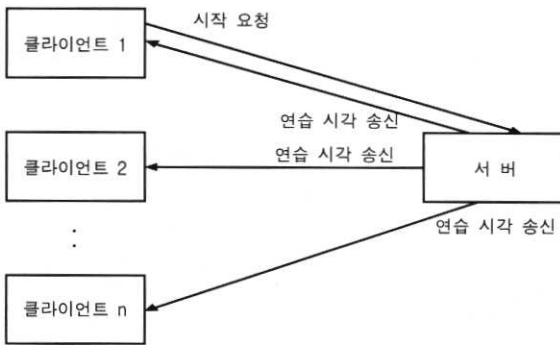 시작 요청
클라이언트 1
연습 시각 송신
연습 시각 송신
클라이언트 2
서 버
연습 시각 송신
:
클라이언트 n